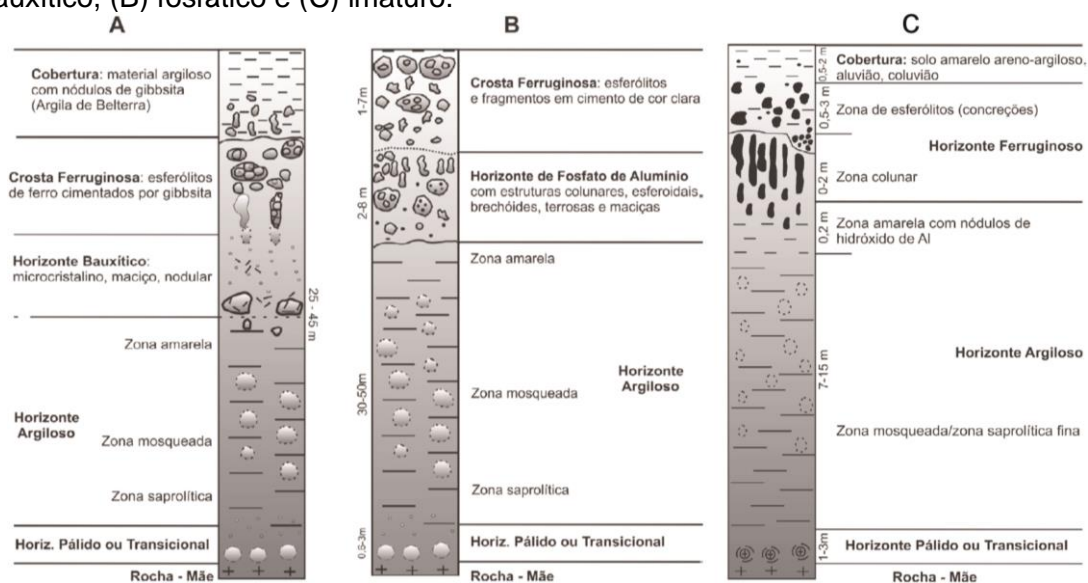 auxítico, (B) fosfático e (C) imaturo.
A
Cobertura: material argiloso
com nódulos de gibbsita
(Argila de Belterra)
Crosta Ferruginosa: esferólitos
de ferro cimentados por gibbsita
Horizonte Bauxítico:
microcristalino, maciço, nodular
25 - 45 m
Zona amarela
Horizonte
Argiloso
Zona mosqueada
Zona saprolítica
Horiz. Pálido ou Transicional
Rocha - Mãe
B
1-7m
Crosta Ferruginosa: esferólitos
e fragmentos em cimento de cor clara
2-8 m
Horizonte de Fosfato de Alumínio
com estruturas colunares, esferoidais,
brechóides, terrosas e maciças
Zona amarela
30-50m
Horizonte
Argiloso
Zona mosqueada
Zona saprolítica
0,6-3m
Horiz. Pálido ou Transicional
Rocha - Mãe
C
0,5-2 m
Cobertura: solo amarelo areno-argiloso,
aluvião, coluvião
0,5-3 m
Zona de esferólitos (concreções)
Horizonte Ferruginoso
0-2 m
Zona colunar
0,2 m
Zona amarela com nódulos de
hidróxido de Al
7-15 m
Horizonte Argiloso
Zona mosqueada/zona saprolítica fina
1-3m
Horizonte Pálido ou Transicional
Rocha - Mãe